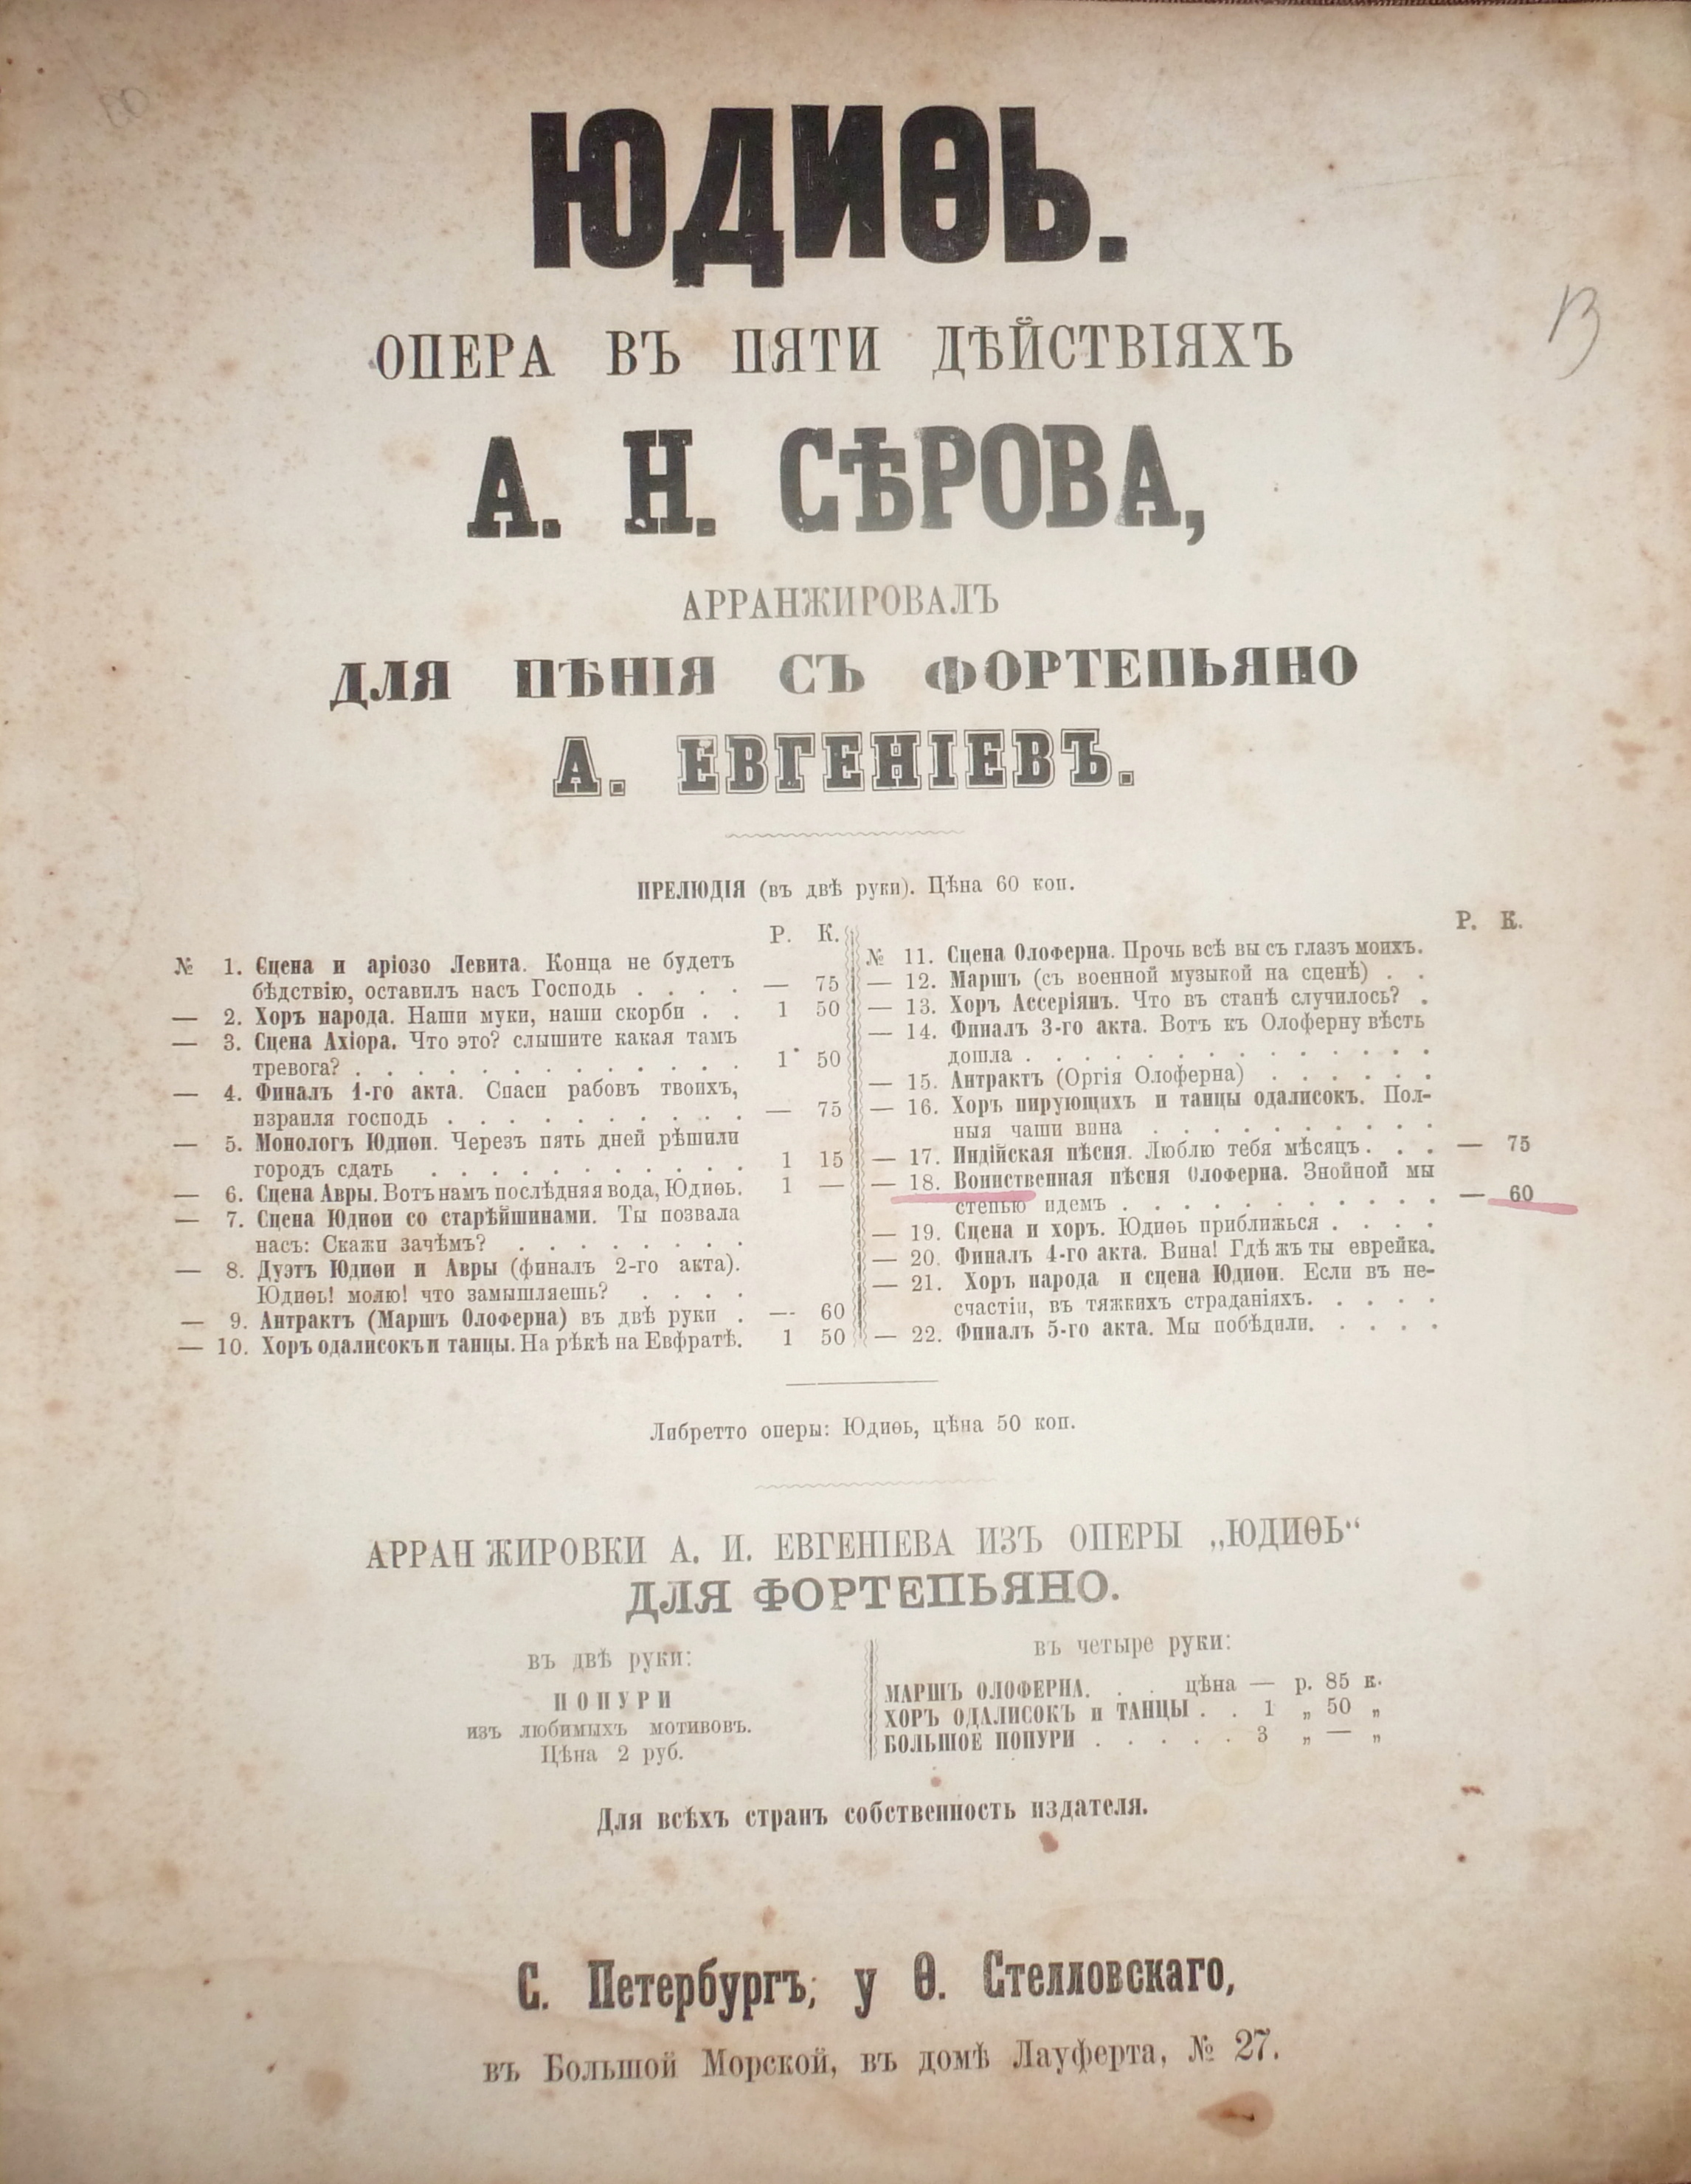 ЮДИѲЬ.
ОПЕРА ВЪ ПЯТИ ДѢЙСТВІЯХЪ
А. Н. СѢРОВА,
АРРАНЖИРОВАЛЪ
ДЛЯ ПѢНІЯ СЪ ФОРТЕПЬЯНО
А. ЕВГЕНІЕВЪ.
ПРЕЛЮДІЯ (въ двѣ руки). Цѣна 60 коп.
Р. К.
№ 1. Сцена и аріозо Левита. Конца не будетъ
бѣдствію, оставилъ насъ Господь . . . . — 75
— 2. Хоръ народа. Наши муки, наши скорби . . 1 50
— 3. Сцена Ахіора. Что это? слышите какая тамъ
тревога? . . . . . . . . . . . . . 1 50
— 4. Финалъ 1-го акта. Спаси рабовъ твоихъ,
израиля господь . . . . . . . . . — 75
— 5. Монологъ Юдиѳи. Черезъ пять дней рѣшили
городъ сдать . . . . . . . . . . . 1 15
— 6. Сцена Авры. Вотъ намъ послѣдняя вода, Юдиѳь. 1 —
— 7. Сцена Юдиѳи со старѣйшинами. Ты позвала
насъ: Скажи зачѣмъ? . . . . . . . .
— 8. Дуэтъ Юдиѳи и Авры (финалъ 2-го акта).
Юдиѳь! молю! что замышляешь? . . . .
— 9. Антрактъ (Маршъ Олоферна) въ двѣ руки . — 60
— 10. Хоръ одалисокъ и танцы. На рѣкѣ на Евфратѣ. 1 50
Р. К.
№ 11. Сцена Олоферна. Прочь всѣ вы съ глазъ моихъ.
— 12. Маршъ (съ военной музыкой на сценѣ) . .
— 13. Хоръ Ассеріянъ. Что въ станѣ случилось? .
— 14. Финалъ 3-го акта. Вотъ къ Олоферну вѣсть
дошла . . . . . . . . . . . . . .
— 15. Антрактъ (Оргія Олоферна) . . . . . .
— 16. Хоръ пирующихъ и танцы одалисокъ. Пол-
ныя чаши вина . . . . . . . . . .
— 17. Индійская пѣсня. Люблю тебя мѣсяцъ . . . — 75
— 18. Воинственная пѣсня Олоферна. Знойной мы
степью идемъ . . . . . . . . . . . — 60
— 19. Сцена и хоръ. Юдиѳь приближься . . . .
— 20. Финалъ 4-го акта. Вина! Гдѣ жъ ты еврейка.
— 21. Хоръ народа и сцена Юдиѳи. Если въ не-
счастіи, въ тяжкихъ страданіяхъ. . . . .
— 22. Финалъ 5-го акта. Мы побѣдили. . . . .
Либретто оперы: Юдиѳь, цѣна 50 коп.
АРРАНЖИРОВКИ А. И. ЕВГЕНІЕВА ИЗЪ ОПЕРЫ „ЮДИѲЬ“
ДЛЯ ФОРТЕПЬЯНО.
въ двѣ руки:
ПОПУРИ
изъ любимыхъ мотивовъ.
Цѣна 2 руб.
въ четыре руки:
МАРШЪ ОЛОФЕРНА. . . цѣна — р. 85 к.
ХОРЪ ОДАЛИСОКЪ и ТАНЦЫ . . 1 „ 50 „
БОЛЬШОЕ ПОПУРИ . . . . . 3 „ — „
Для всѣхъ странъ собственность издателя.
С. Петербургъ; у Ѳ. Стелловскаго,
въ Большой Морской, въ домѣ Лауферта, № 27.